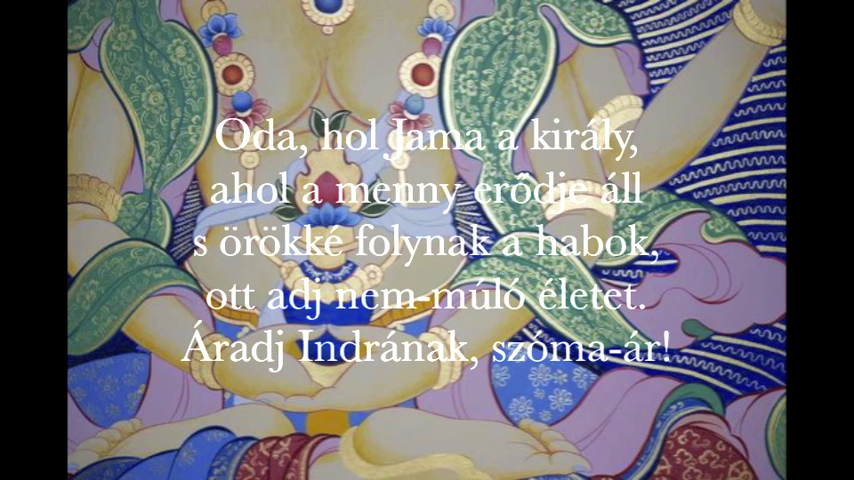 Oda, hol Jama a király,
ahol a menny erődje áll
s örökké folynak a habok,
ott adj nem-múló életet.
Áradj Indrának, szóma-ár!